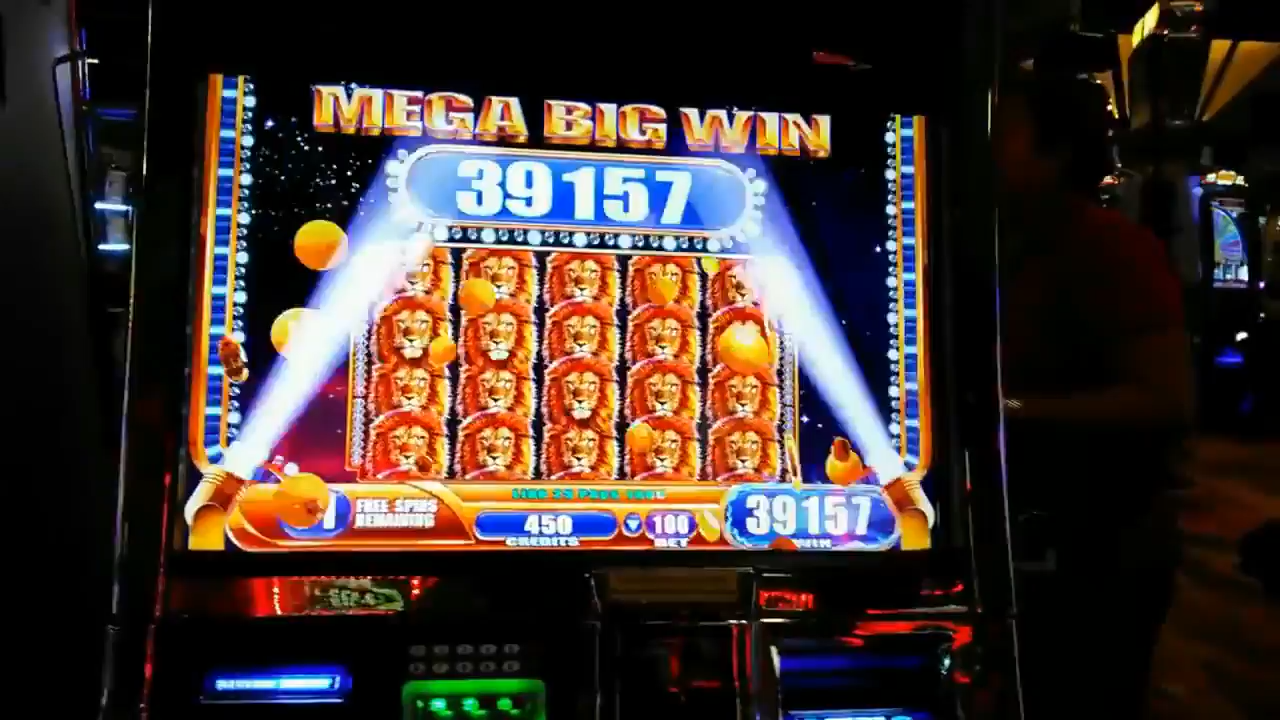 MEGA BIG WIN
39157
FREE SPINS
REMAINING
450
CREDITS
100
BET
39157
WIN